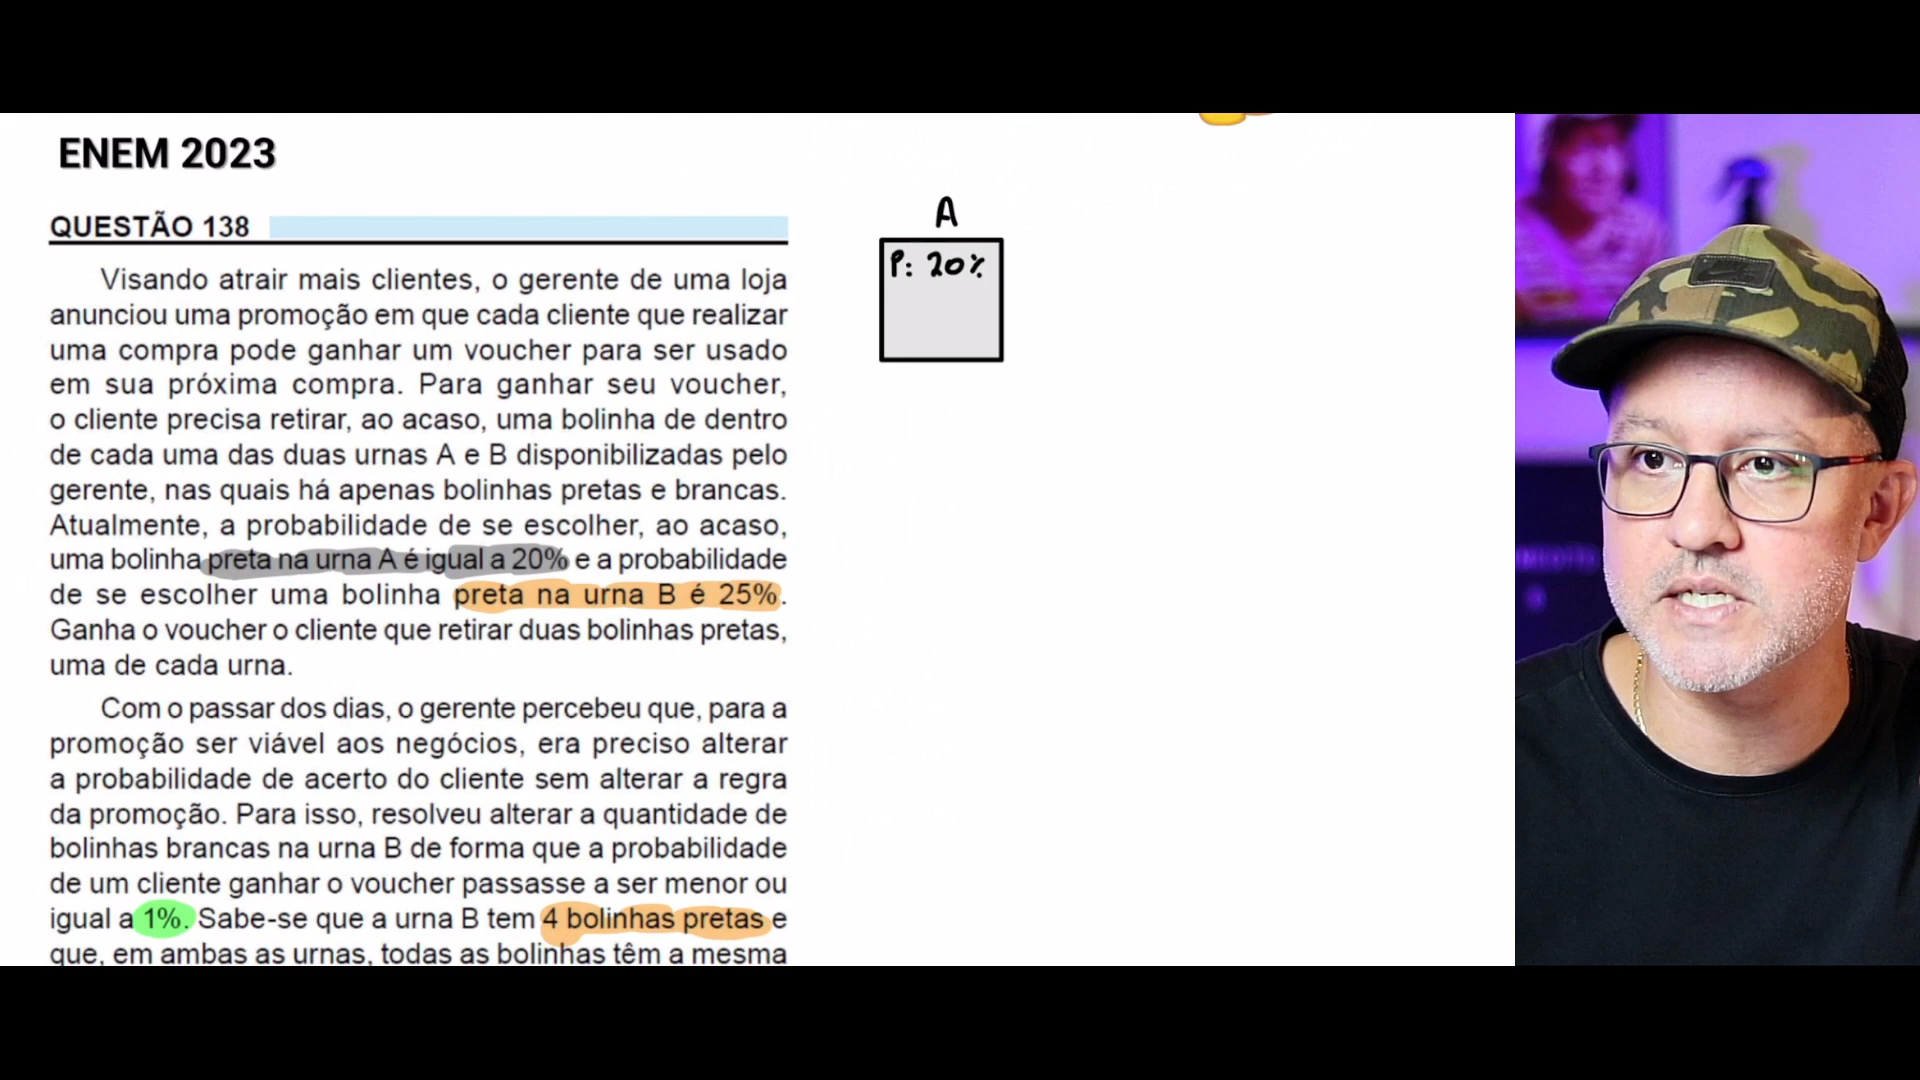 ENEM 2023
QUESTÃO 138
Visando atrair mais clientes, o gerente de uma loja
anunciou uma promoção em que cada cliente que realizar
uma compra pode ganhar um voucher para ser usado
em sua próxima compra. Para ganhar seu voucher,
o cliente precisa retirar, ao acaso, uma bolinha de dentro
de cada uma das duas urnas A e B disponibilizadas pelo
gerente, nas quais há apenas bolinhas pretas e brancas.
Atualmente, a probabilidade de se escolher, ao acaso,
uma bolinha preta na urna A é igual a 20% e a probabilidade
de se escolher uma bolinha preta na urna B é 25%.
Ganha o voucher o cliente que retirar duas bolinhas pretas,
uma de cada urna.
Com o passar dos dias, o gerente percebeu que, para a
promoção ser viável aos negócios, era preciso alterar
a probabilidade de acerto do cliente sem alterar a regra
da promoção. Para isso, resolveu alterar a quantidade de
bolinhas brancas na urna B de forma que a probabilidade
de um cliente ganhar o voucher passasse a ser menor ou
igual a 1%. Sabe-se que a urna B tem 4 bolinhas pretas e
que, em ambas as urnas, todas as bolinhas têm a mesma
A
P: 20%